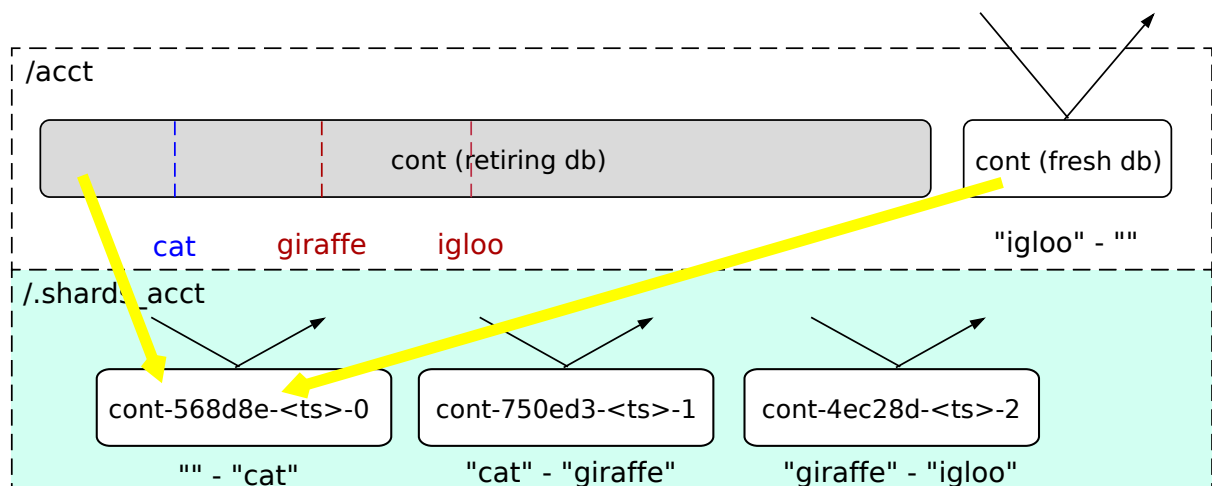 /acct
cont (retiring db)
cont (fresh db)
cat
giraffe
igloo
"igloo" - ""
/.shards_acct
cont-568d8e-<ts>-0
cont-750ed3-<ts>-1
cont-4ec28d-<ts>-2
"" - "cat"
"cat" - "giraffe"
"giraffe" - "igloo"